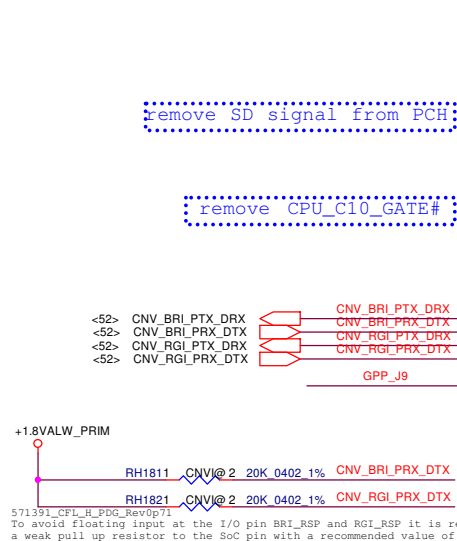 remove SD signal from PCH
remove CPU_C10_GATE#
<52> CNV_BRI_PTX_DRX CNV_BRI_PTX_DRX
<52> CNV_BRI_PRX_DTX CNV_BRI_PRX_DTX
<52> CNV_RGI_PTX_DRX CNV_RGI_PTX_DRX
<52> CNV_RGI_PRX_DTX CNV_RGI_PRX_DTX
GPP_J9
+1.8VALW_PRIM
RH1811 CNVI@ 2 20K_0402_1% CNV_BRI_PRX_DTX
RH1821 CNVI@ 2 20K_0402_1% CNV_RGI_PRX_DTX
571391_CFL_H_PDG_Rev0p71
To avoid floating input at the I/O pin BRI_RSP and RGI_RSP it is
a weak pull up resistor to the SoC pin with a recommended value of